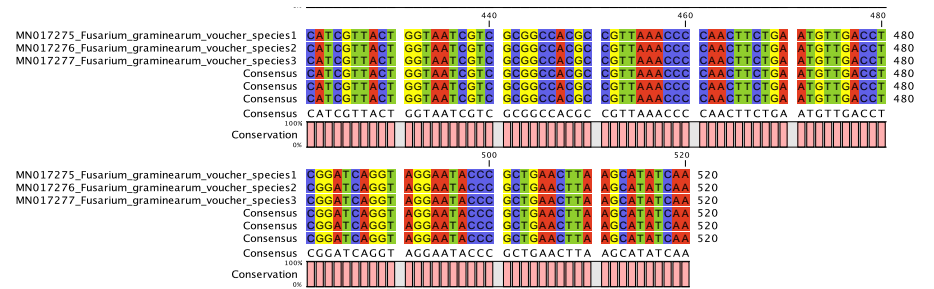 440 460 480
MN017275_Fusarium_graminearum_voucher_species1 CATCGTTACT GGTAATCGTC GCGGCCACGC CGTTAAACCC CAACTTCTGA ATGTTGACCT 480
MN017276_Fusarium_graminearum_voucher_species2 CATCGTTACT GGTAATCGTC GCGGCCACGC CGTTAAACCC CAACTTCTGA ATGTTGACCT 480
MN017277_Fusarium_graminearum_voucher_species3 CATCGTTACT GGTAATCGTC GCGGCCACGC CGTTAAACCC CAACTTCTGA ATGTTGACCT 480
Consensus CATCGTTACT GGTAATCGTC GCGGCCACGC CGTTAAACCC CAACTTCTGA ATGTTGACCT 480
Consensus CATCGTTACT GGTAATCGTC GCGGCCACGC CGTTAAACCC CAACTTCTGA ATGTTGACCT 480
Consensus CATCGTTACT GGTAATCGTC GCGGCCACGC CGTTAAACCC CAACTTCTGA ATGTTGACCT 480
Consensus CATCGTTACT GGTAATCGTC GCGGCCACGC CGTTAAACCC CAACTTCTGA ATGTTGACCT
100%
Conservation
0%
500 520
MN017275_Fusarium_graminearum_voucher_species1 CGGATCAGGT AGGAATACCC GCTGAACTTA AGCATATCAA 520
MN017276_Fusarium_graminearum_voucher_species2 CGGATCAGGT AGGAATACCC GCTGAACTTA AGCATATCAA 520
MN017277_Fusarium_graminearum_voucher_species3 CGGATCAGGT AGGAATACCC GCTGAACTTA AGCATATCAA 520
Consensus CGGATCAGGT AGGAATACCC GCTGAACTTA AGCATATCAA 520
Consensus CGGATCAGGT AGGAATACCC GCTGAACTTA AGCATATCAA 520
Consensus CGGATCAGGT AGGAATACCC GCTGAACTTA AGCATATCAA 520
Consensus CGGATCAGGT AGGAATACCC GCTGAACTTA AGCATATCAA
100%
Conservation
0%